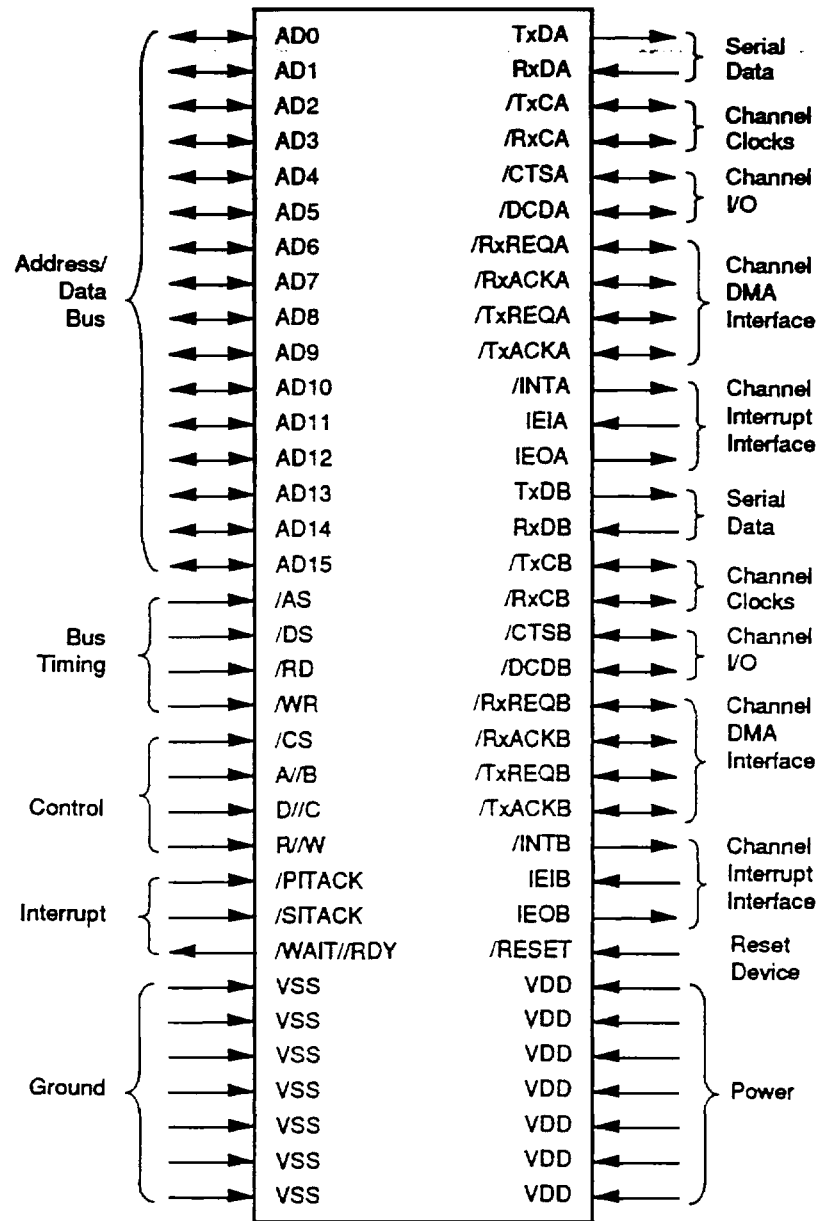 AD0 TxDA
AD1 RxDA
Serial
Data
AD2 /TxCA
AD3 /RxCA
Channel
Clocks
AD4 /CTSA
AD5 /DCDA
Channel
I/O
AD6 /RxREQA
AD7 /RxACKA
AD8 /TxREQA
AD9 /TxACKA
Address/
Data
Bus
Channel
DMA
Interface
AD10 /INTA
AD11 IEIA
AD12 IEOA
Channel
Interrupt
Interface
AD13 TxDB
AD14 RxDB
Serial
Data
AD15 /TxCB
/AS /RxCB
Channel
Clocks
/DS /CTSB
/RD /DCDB
Bus
Timing
Channel
I/O
/WR /RxREQB
/CS /RxACKB
A//B /TxREQB
D//C /TxACKB
Channel
DMA
Interface
Control
R//W /INTB
/PITACK IEIB
/SITACK IEOB
Channel
Interrupt
Interface
Interrupt
/WAIT//RDY /RESET
Reset
Device
VSS VDD
VSS VDD
VSS VDD
Ground VSS VDD Power
VSS VDD
VSS VDD
VSS VDD